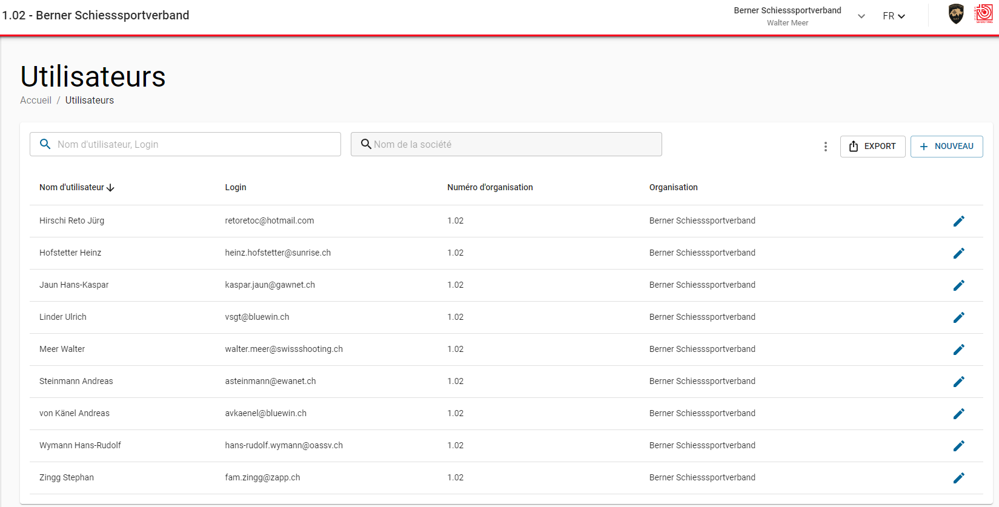 1.02 - Berner Schiesssportverband
Berner Schiesssportverband
Walter Meer
FR
SAT
SWISS
SHOOTING
Utilisateurs
Accueil / Utilisateurs
Nom d'utilisateur, Login
Nom de la société
EXPORT
+ NOUVEAU
Nom d'utilisateur Login Numéro d'organisation Organisation
Hirschi Reto Jürg retoretoc@hotmail.com 1.02 Berner Schiesssportverband
Hofstetter Heinz heinz.hofstetter@sunrise.ch 1.02 Berner Schiesssportverband
Jaun Hans-Kaspar kaspar.jaun@gawnet.ch 1.02 Berner Schiesssportverband
Linder Ulrich vsgt@bluewin.ch 1.02 Berner Schiesssportverband
Meer Walter walter.meer@swissshooting.ch 1.02 Berner Schiesssportverband
Steinmann Andreas asteinmann@ewanet.ch 1.02 Berner Schiesssportverband
von Känel Andreas avkaenel@bluewin.ch 1.02 Berner Schiesssportverband
Wymann Hans-Rudolf hans-rudolf.wymann@oassv.ch 1.02 Berner Schiesssportverband
Zingg Stephan fam.zingg@zapp.ch 1.02 Berner Schiesssportverband